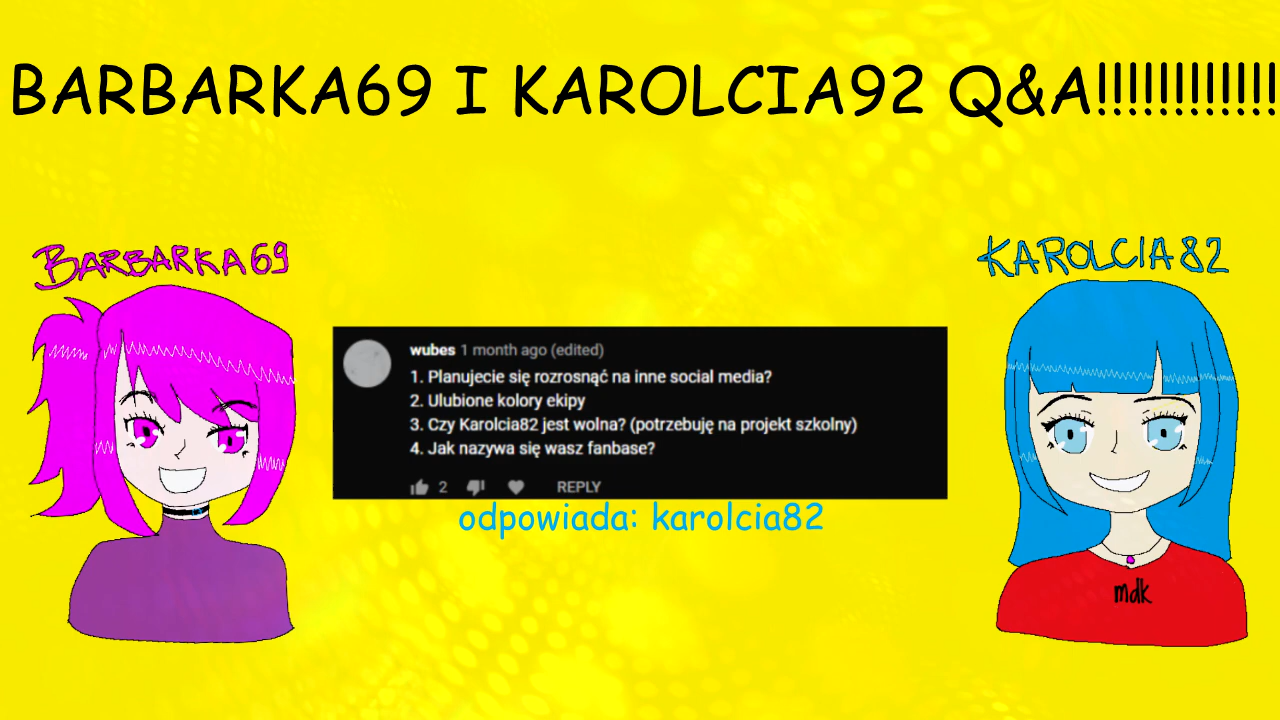 BARBARKA69 I KAROLCIA92 Q&A!!!!!!!!!!!!
BARBARKA69
KAROLCIA82
wubes 1 month ago (edited)
1. Planujecie się rozrosnąć na inne social media?
2. Ulubione kolory ekipy
3. Czy Karolcia82 jest wolna? (potrzebuję na projekt szkolny)
4. Jak nazywa się wasz fanbase?
2 REPLY
odpowiada: karolcia82
mdk